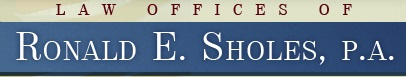 LAW OFFICES OF
RONALD E. SHOLES, P.A.